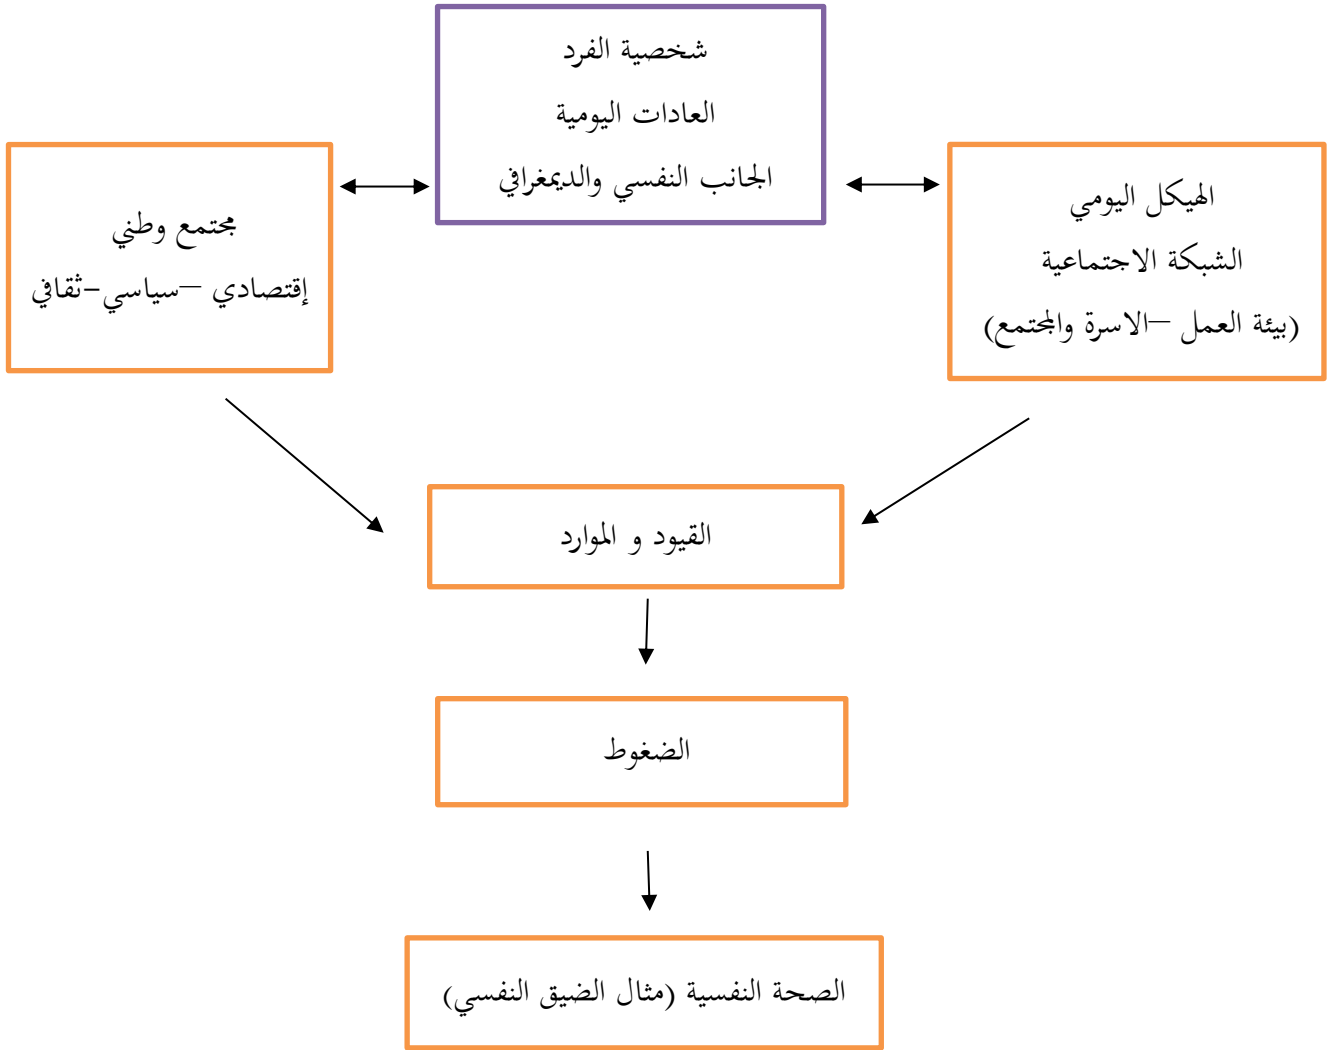 شخصية الفرد
العادات اليومية
الجانب النفسي والديمغرافي
الهيكل اليومي
الشبكة الاجتماعية
(بيئة العمل –الاسرة والمجتمع)
مجتمع وطني
إقتصادي –سياسي-ثقافي
القيود و الموارد
الضغوط
الصحة النفسية (مثال الضيق النفسي)